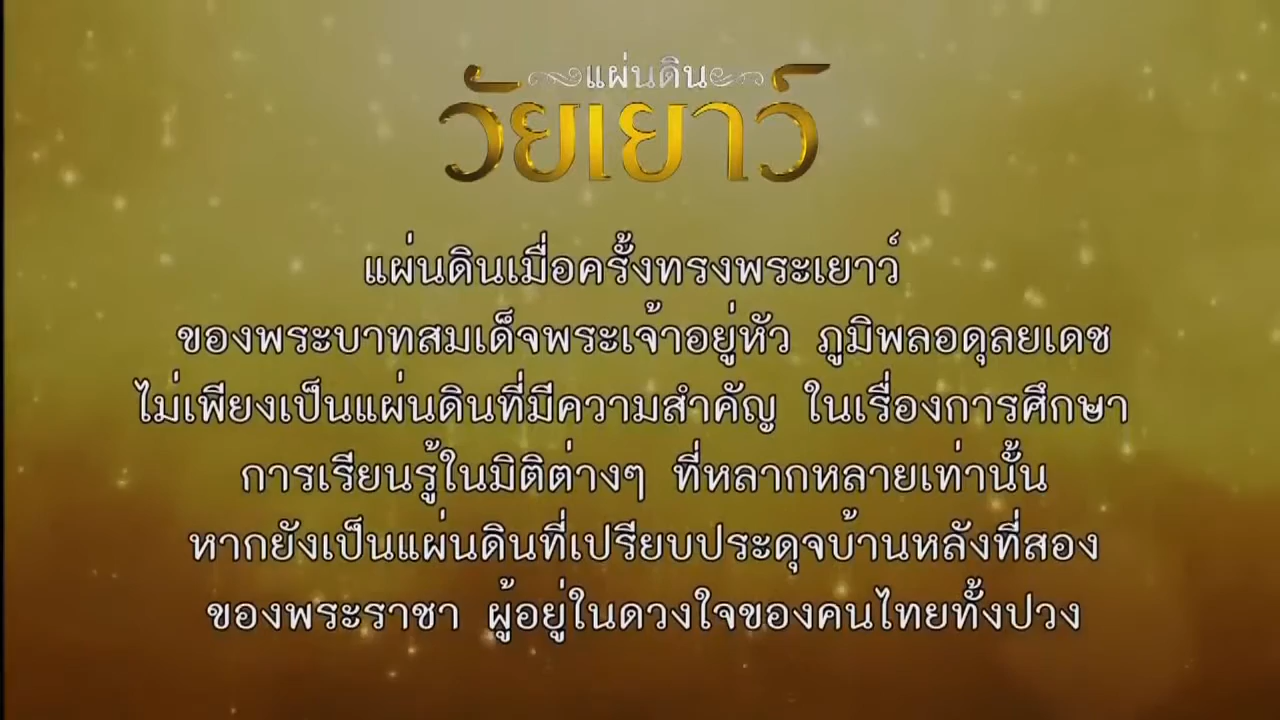 แผ่นดิน
วัยเยาว์
แผ่นดินเมื่อครั้งทรงพระเยาว์
ของพระบาทสมเด็จพระเจ้าอยู่หัว ภูมิพลอดุลยเดช
ไม่เพียงเป็นแผ่นดินที่มีความสำคัญ ในเรื่องการศึกษา
การเรียนรู้ในมิติต่างๆ ที่หลากหลายเท่านั้น
หากยังเป็นแผ่นดินที่เปรียบประดุจบ้านหลังที่สอง
ของพระราชา ผู้อยู่ในดวงใจของคนไทยทั้งปวง